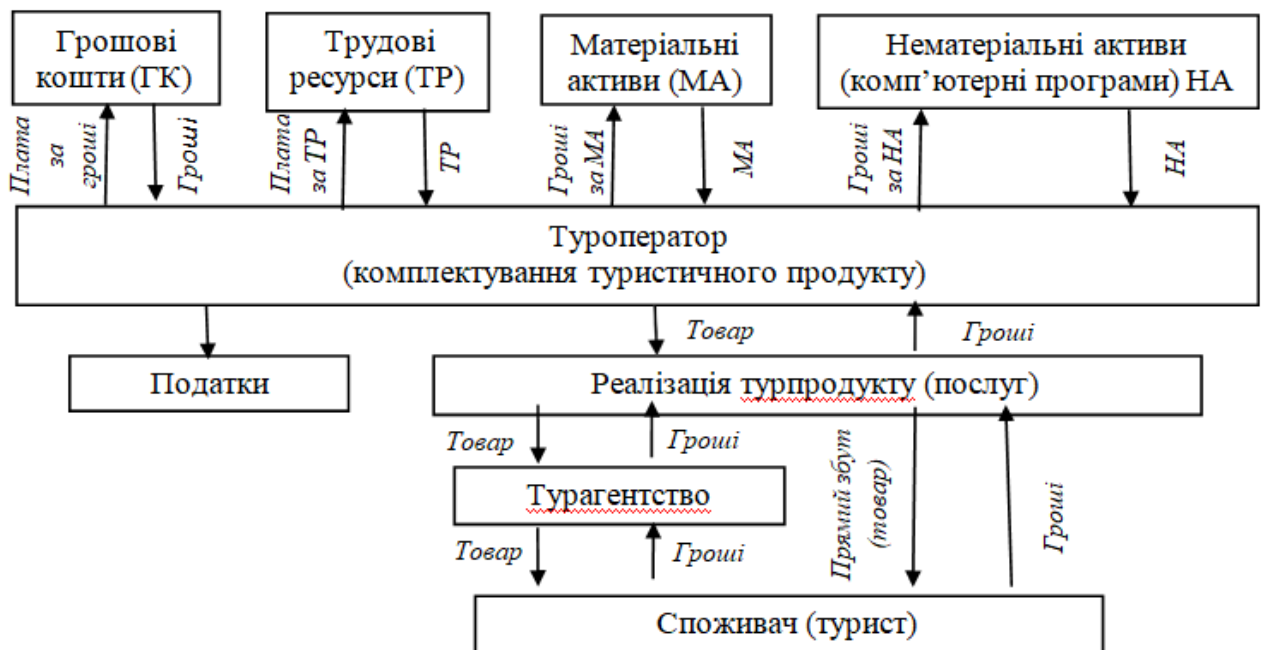 Грошові
кошти (ГК)
Трудові
ресурси (ТР)
Матеріальні
активи (МА)
Нематеріальні активи
(комп’ютерні програми) НА
Плата
за
гроші
Гроші
Плата
за ТР
ТР
Гроші
за МА
МА
Гроші
за НА
НА
Туроператор
(комплектування туристичного продукту)
Товар
Гроші
Податки
Реалізація турпродукту (послуг)
Товар
Гроші
Прямий збут
(товар)
Гроші
Турагентство
Товар
Гроші
Споживач (турист)